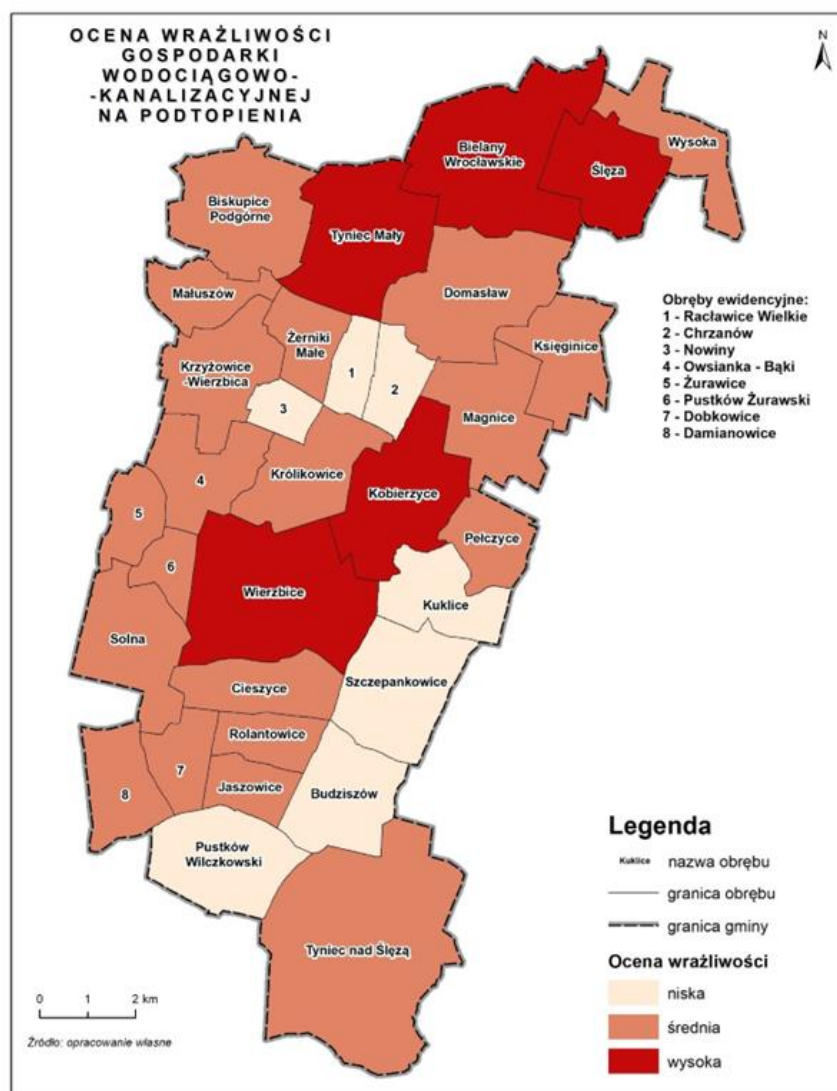 OCENA WRAŻLIWOŚCI
GOSPODARKI
WODOCIĄGOWO-
-KANALIZACYJNEJ
NA PODTOPIENIA
N
Wysoka
Bielany
Wrocławskie
Ślęza
Biskupice
Podgórne
Tyniec Mały
Domasław
Małuszów
Żerniki
Małe
Księginice
Krzyżowice
-Wierzbica
1
2
3
Magnice
Obręby ewidencyjne:
1 - Racławice Wielkie
2 - Chrzanów
3 - Nowiny
4 - Owsianka - Bąki
5 - Żurawice
6 - Pustków Żurawski
7 - Dobkowice
8 - Damianowice
4
Królikowice
Kobierzyce
5
Pełczyce
6
Wierzbice
Kuklice
Solna
Cieszyce
Szczepankowice
Rolantowice
7
8
Jaszowice
Budziszów
Pustków
Wilczkowski
Tyniec nad Ślęzą
Legenda
Kuklice nazwa obrębu
granica obrębu
granica gminy
Ocena wrażliwości
niska
średnia
wysoka
0 1 2 km
Źródło: opracowanie własne